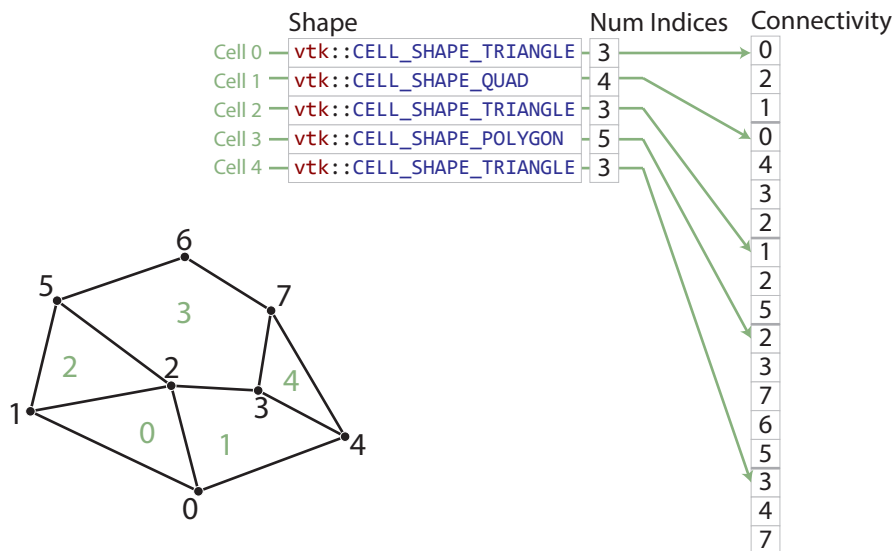 Shape Num Indices Connectivity
Cell 0 vtk::CELL_SHAPE_TRIANGLE 3 0
2
Cell 1 vtk::CELL_SHAPE_QUAD 4
1
Cell 2 vtk::CELL_SHAPE_TRIANGLE 3
0
Cell 3 vtk::CELL_SHAPE_POLYGON 5
4
Cell 4 vtk::CELL_SHAPE_TRIANGLE 3
3
2
1
2
5
2
3
7
6
5
3
4
7
6
5 7
3
2 2 4
1 3
0 1 4
0